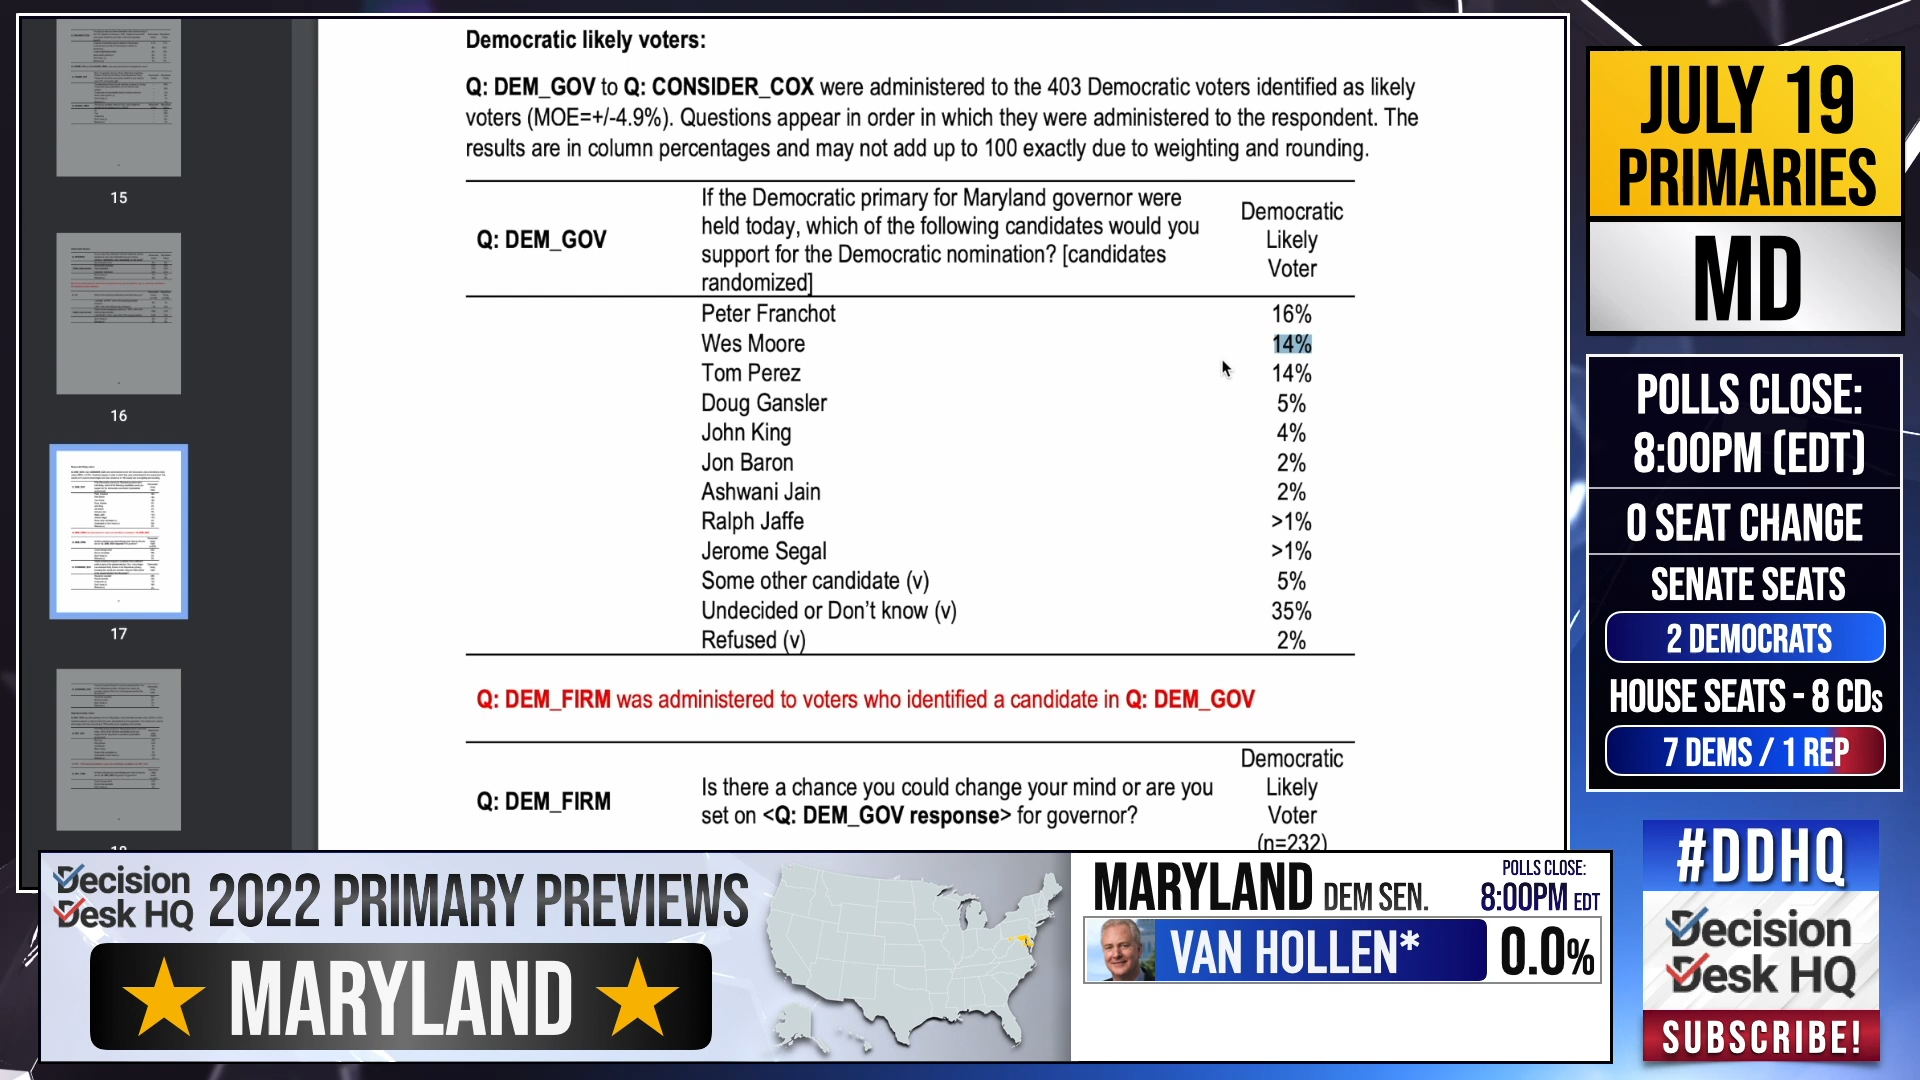 Democratic likely voters:
Q: DEM_GOV to Q: CONSIDER_COX were administered to the 403 Democratic voters identified as likely
voters (MOE=+/-4.9%). Questions appear in order in which they were administered to the respondent. The
results are in column percentages and may not add up to 100 exactly due to weighting and rounding.
Q: DEM_GOV
If the Democratic primary for Maryland governor were
held today, which of the following candidates would you
support for the Democratic nomination? [candidates
randomized]
Democratic
Likely
Voter
Peter Franchot 16%
Wes Moore 14%
Tom Perez 14%
Doug Gansler 5%
John King 4%
Jon Baron 2%
Ashwani Jain 2%
Ralph Jaffe >1%
Jerome Segal >1%
Some other candidate (v) 5%
Undecided or Don't know (v) 35%
Refused (v) 2%
Q: DEM_FIRM was administered to voters who identified a candidate in Q: DEM_GOV
Q: DEM_FIRM
Is there a chance you could change your mind or are you
set on <Q: DEM_GOV response> for governor?
Democratic
Likely
Voter
(n=232)
15
16
17
JULY 19
PRIMARIES
MD
POLLS CLOSE:
8:00PM (EDT)
0 SEAT CHANGE
SENATE SEATS
2 DEMOCRATS
HOUSE SEATS - 8 CDs
7 DEMS / 1 REP
#DDHQ
Decision
Desk HQ
SUBSCRIBE!
Decision
Desk HQ
2022 PRIMARY PREVIEWS
★ MARYLAND ★
MARYLAND DEM SEN.
POLLS CLOSE:
8:00PM EDT
VAN HOLLEN* 0.0%